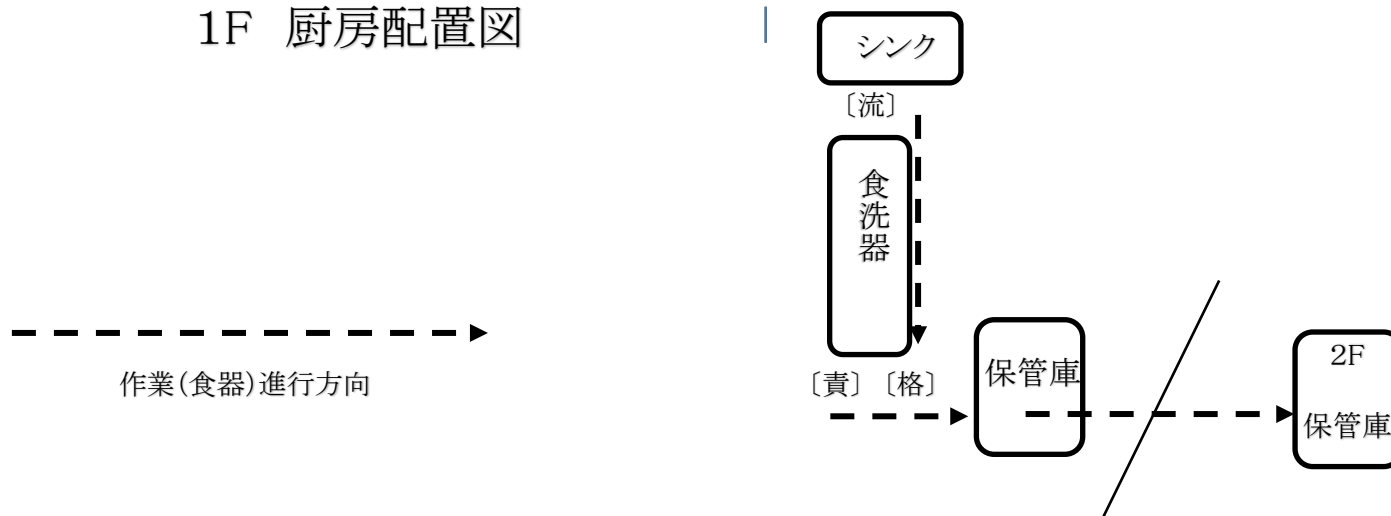 1F 厨房配置図
シンク
〔流〕
食洗器
作業(食器)進行方向
〔責〕〔格〕
保管庫
2F
保管庫